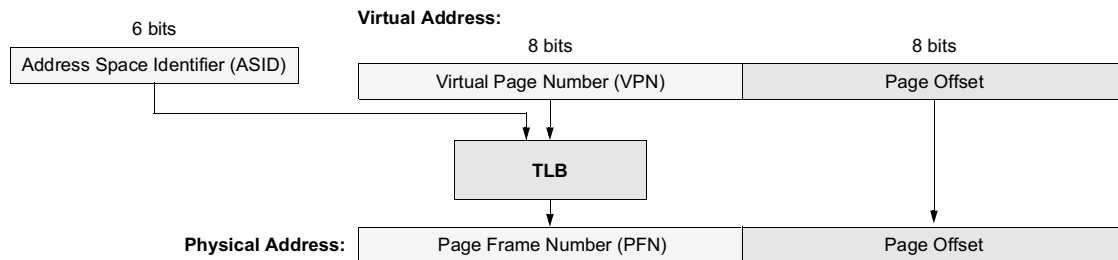 Virtual Address:
6 bits
8 bits
8 bits
Address Space Identifier (ASID)
Virtual Page Number (VPN)
Page Offset
TLB
Physical Address:
Page Frame Number (PFN)
Page Offset